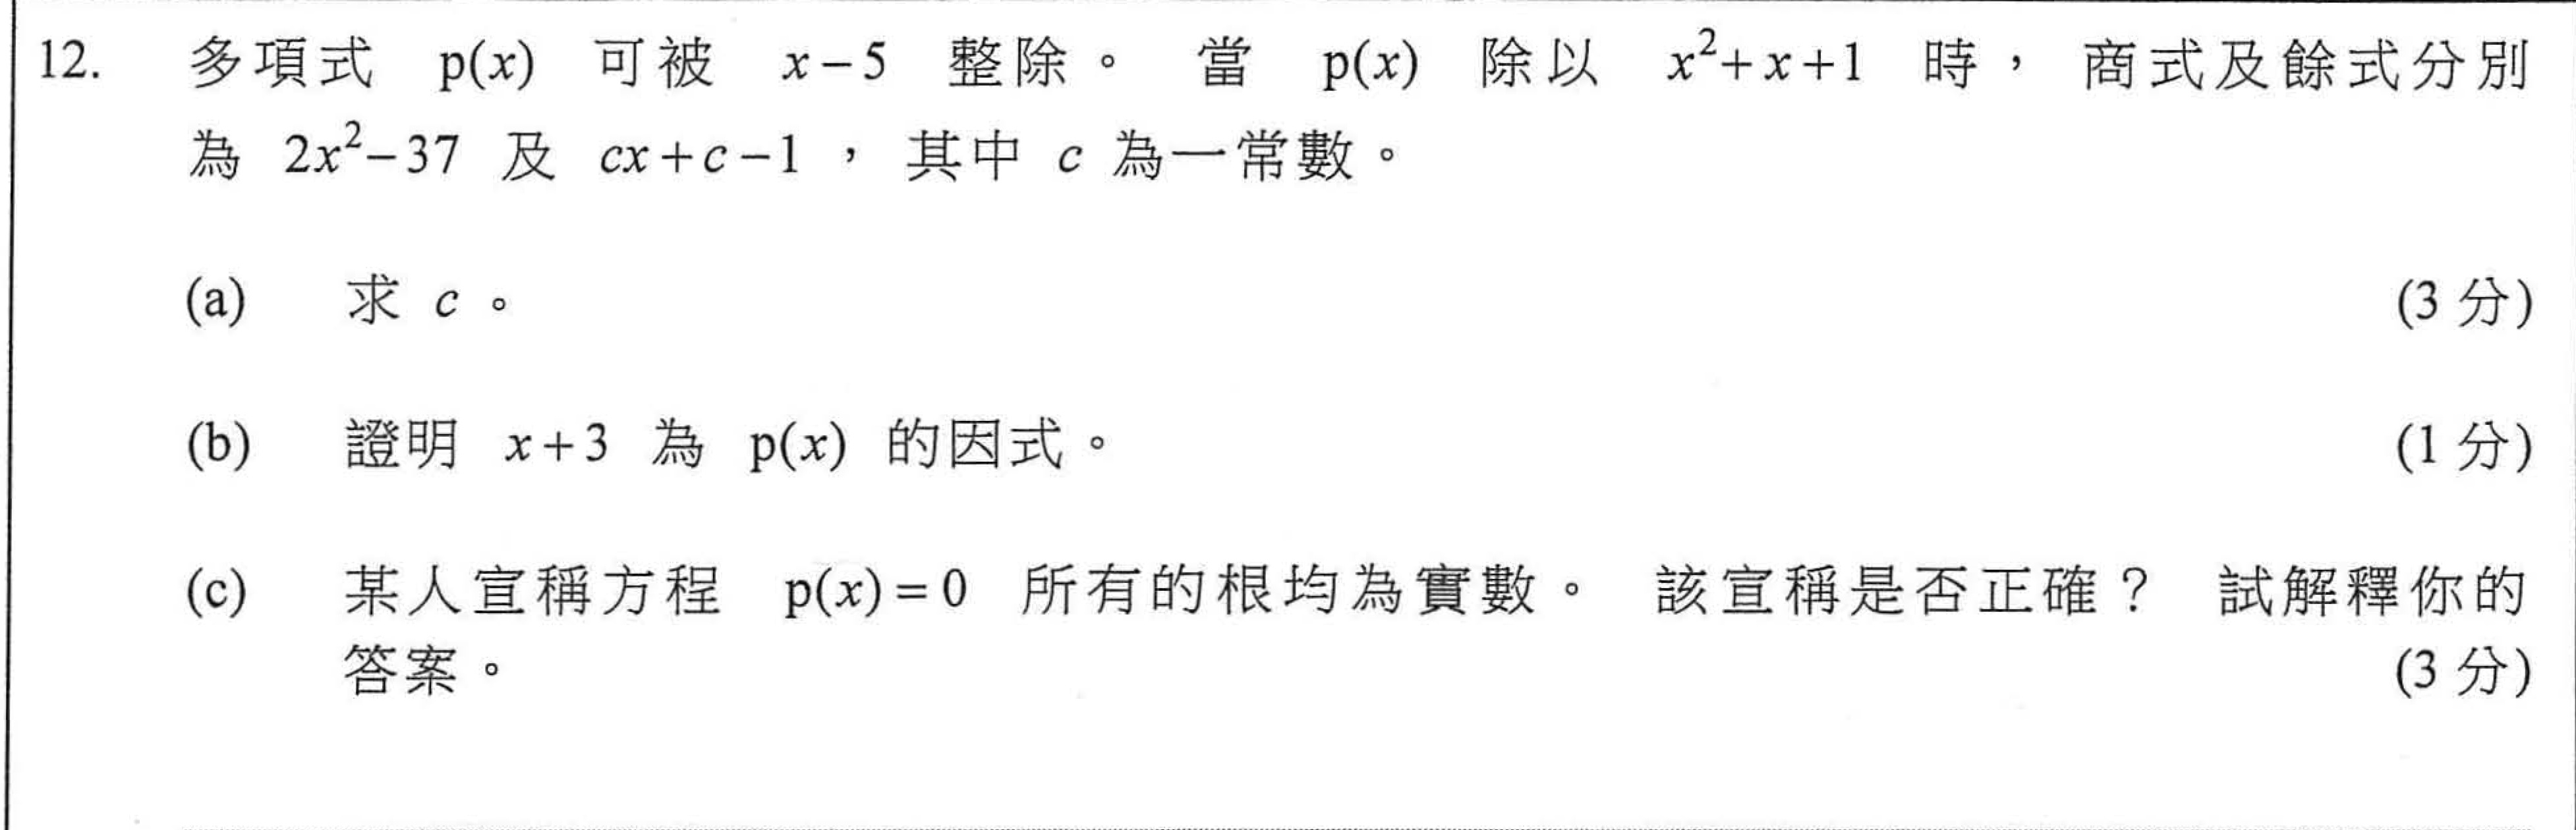 12. 多項式 p(x) 可被 x−5 整除。 當 p(x) 除以 x²+x+1 時， 商式及餘式分別
為 2x²−37 及 cx+c−1 ， 其中 c 為一常數。
(a) 求 c 。 (3 分)
(b) 證明 x+3 為 p(x) 的因式。 (1 分)
(c) 某人宣稱方程 p(x)=0 所有的根均為實數。 該宣稱是否正確？ 試解釋你的
答案。 (3 分)